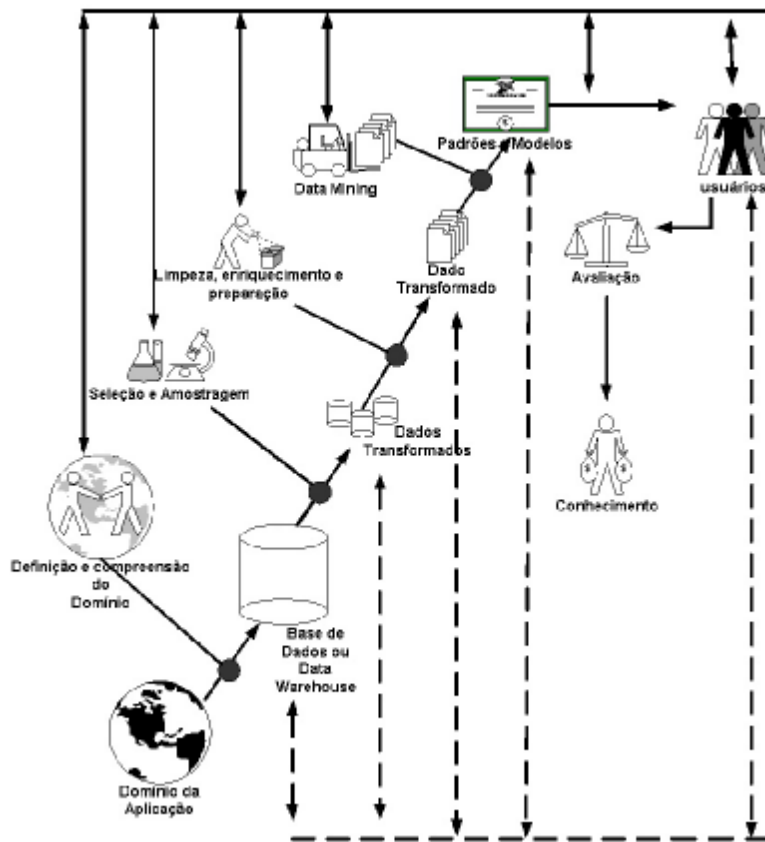 Padrões e Modelos
Data Mining
usuários
Limpeza, enriquecimento e
preparação
Dado
Transformado
Avaliação
Seleção e Amostragem
Dados
Transformados
Conhecimento
Definição e compreensão
do
Domínio
Base de
Dados ou
Data
Warehouse
Domínio da
Aplicação